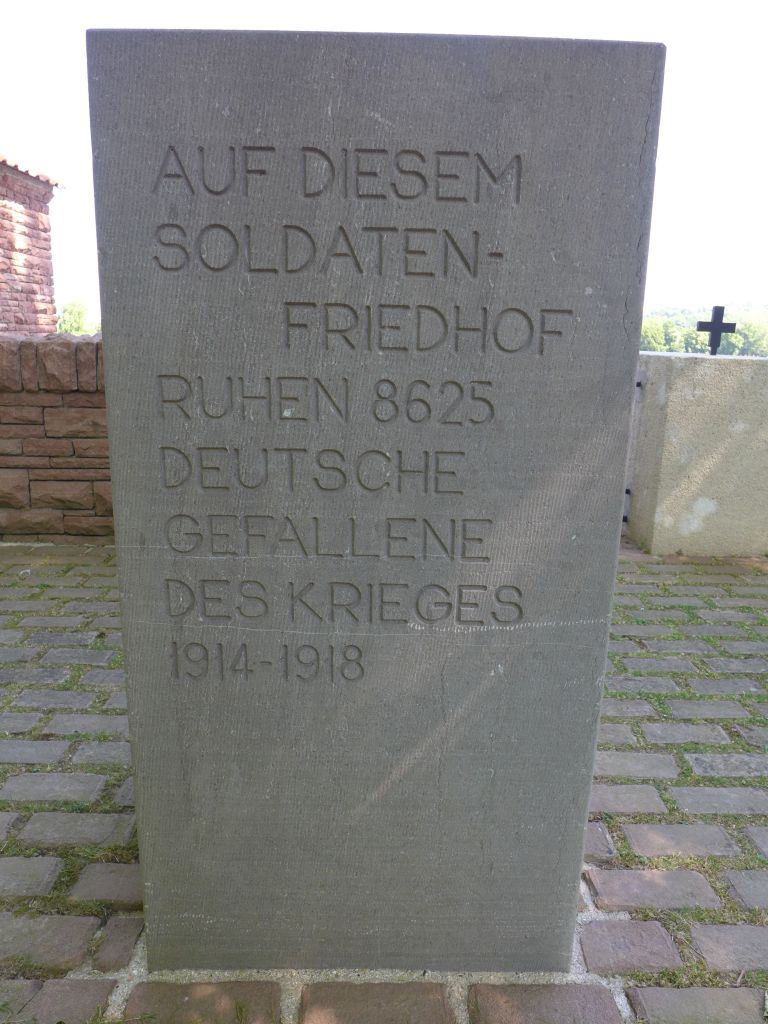 AUF DIESEM
SOLDATEN-
FRIEDHOF
RUHEN 8625
DEUTSCHE
GEFALLENE
DES KRIEGES
1914-1918